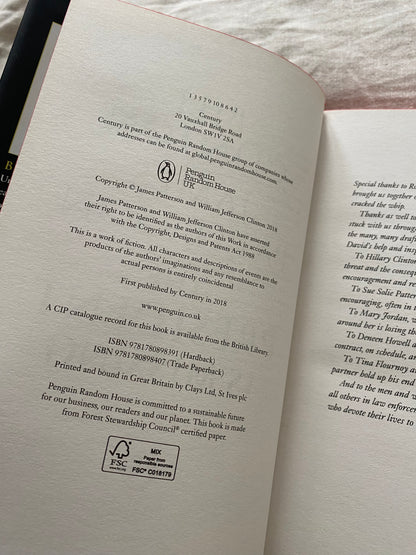 1 3 5 7 9 10 8 6 4 2
Century
20 Vauxhall Bridge Road
London SW1V 2SA
Century is part of the Penguin Random House group of companies whose
addresses can be found at global.penguinrandomhouse.com.
Penguin
Random House
UK
Copyright © James Patterson and William Jefferson Clinton 2018
James Patterson and William Jefferson Clinton have asserted
their right to be identified as the authors of this Work in accordance
with the Copyright, Designs and Patents Act 1988
This is a work of fiction. All characters and descriptions of events are the
products of the authors' imaginations and any resemblance to
actual persons is entirely coincidental
First published by Century in 2018
www.penguin.co.uk
A CIP catalogue record for this book is available from the British Library.
ISBN 9781780898391 (Hardback)
ISBN 9781780898407 (Trade Paperback)
Printed and bound in Great Britain by Clays Ltd, St Ives plc
Penguin Random House is committed to a sustainable future
for our business, our readers and our planet. This book is made
from Forest Stewardship Council® certified paper.
FSC
www.fsc.org
MIX
Paper from
responsible sources
FSC® C018179
Special thanks to
brought us together
cracked the whip.
Thanks as well
stuck with us through
the many, many
David's help and
To Hillary Clinton
threat and the
encouragement and
To Sue Solie
encouraging, often in
To Mary Jordan,
around her is losing
To Deneen Howell
contract, on schedule,
To Tina Flournoy
partner hold up his end
And to the men and
all others in law
who devote their lives to